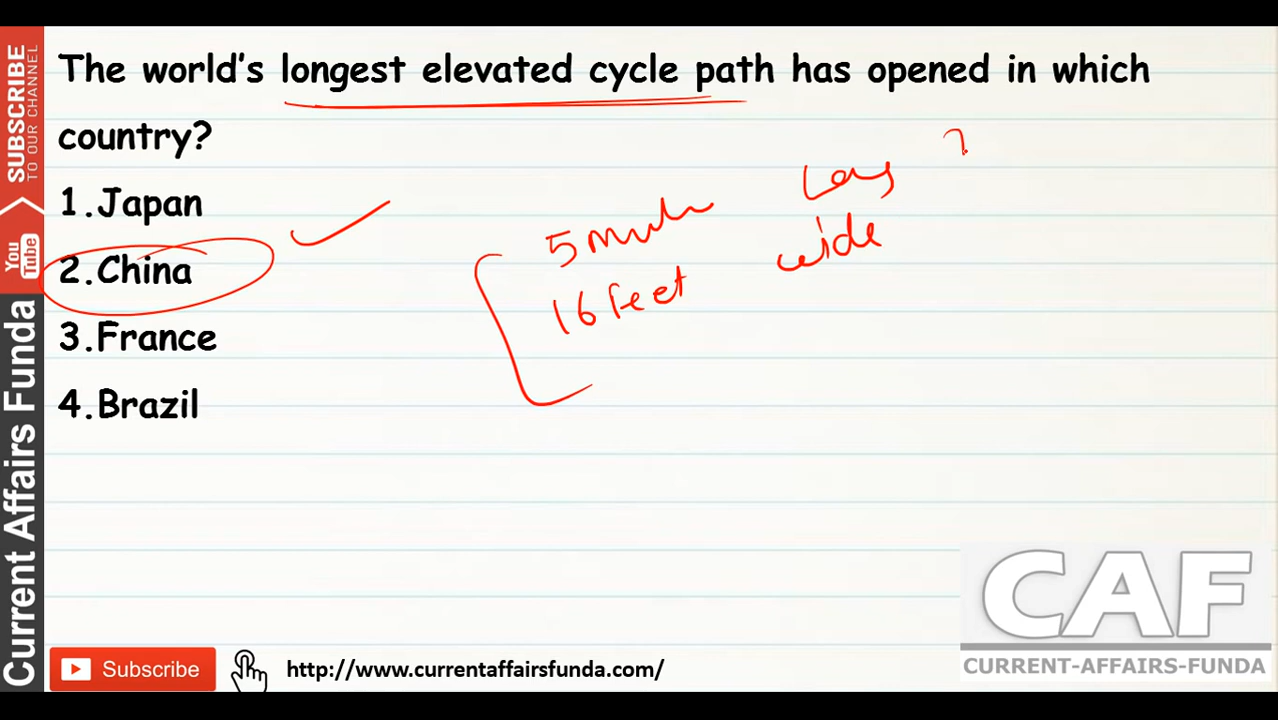 The world's longest elevated cycle path has opened in which
country?
1.Japan
2.China
3.France
4.Brazil
5 Long
16 Feet wide
SUBSCRIBE
TO OUR CHANNEL
You
Tube
Current Affairs Funda
Subscribe
http://www.currentaffairsfunda.com/
CAF
CURRENT-AFFAIRS-FUNDA